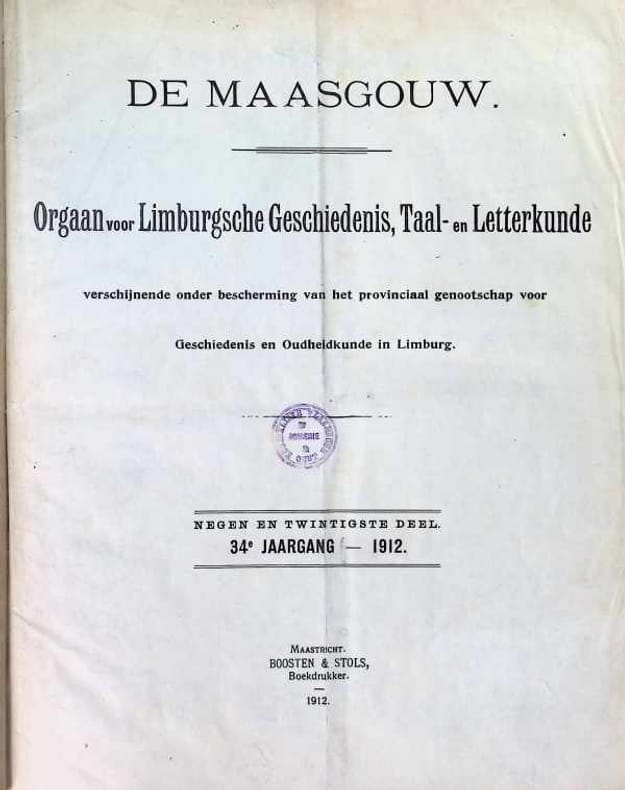 DE MAASGOUW.
Orgaan voor Limburgsche Geschiedenis, Taal- en Letterkunde
verschijnende onder bescherming van het provinciaal genootschap voor
Geschiedenis en Oudheidkunde in Limburg.
NEGEN EN TWINTIGSTE DEEL.
34e JAARGANG — 1912.
MAASTRICHT.
BOOSTEN & STOLS,
Boekdrukker.
1912.